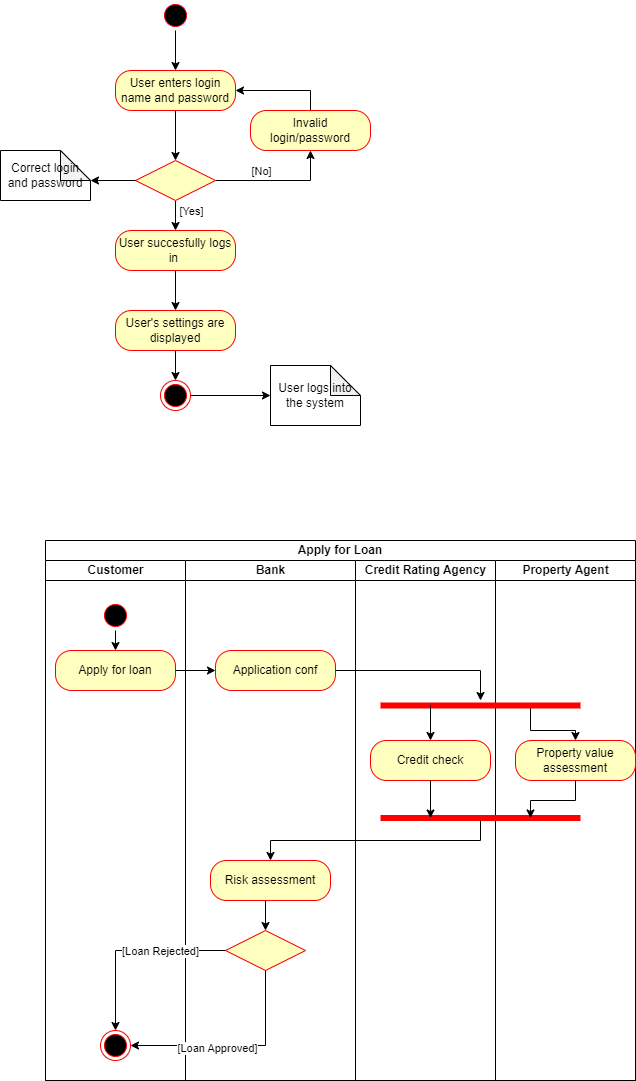 User enters login
name and password
Invalid
login/password
Correct login
and password
[No]
[Yes]
User succesfully logs
in
User's settings are
displayed
User logs into
the system
Apply for Loan
Customer
Bank
Credit Rating Agency
Property Agent
Apply for loan
Application conf
Credit check
Property value
assessment
Risk assessment
[Loan Rejected]
[Loan Approved]